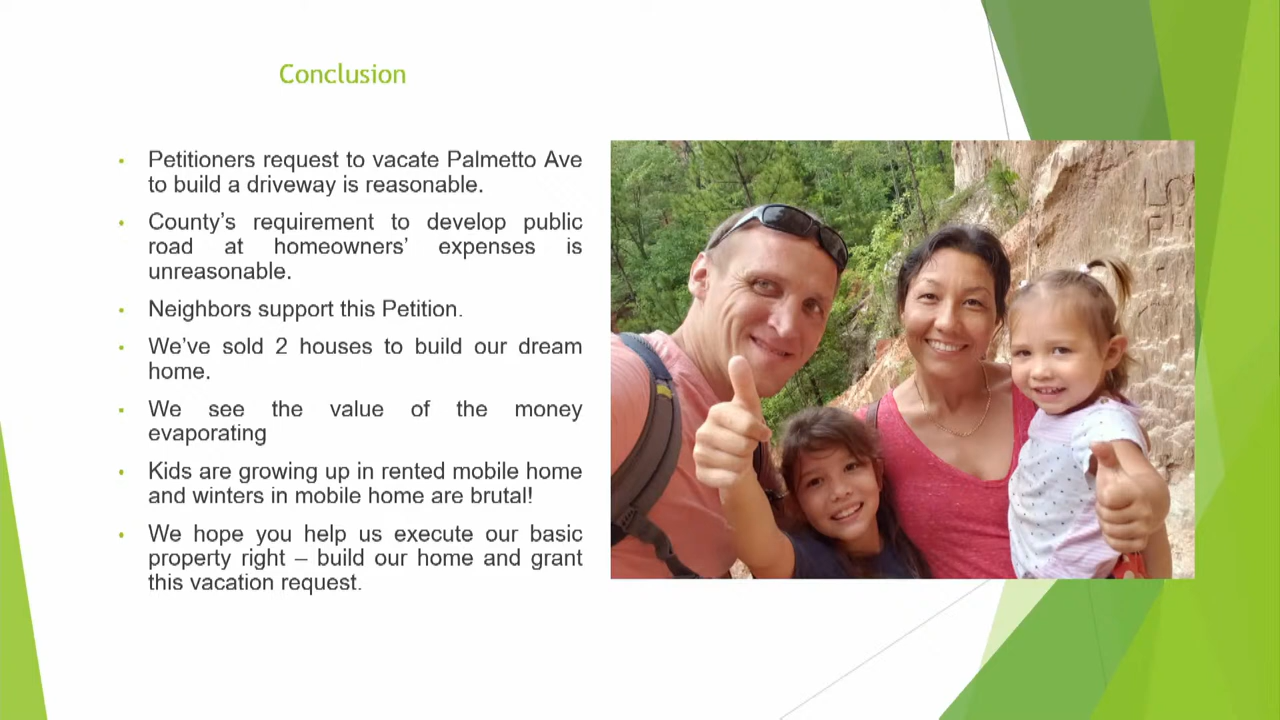 Conclusion
Petitioners request to vacate Palmetto Ave
to build a driveway is reasonable.
County's requirement to develop public
road at homeowners' expenses is
unreasonable.
Neighbors support this Petition.
We've sold 2 houses to build our dream
home.
We see the value of the money
evaporating
Kids are growing up in rented mobile home
and winters in mobile home are brutal!
We hope you help us execute our basic
property right – build our home and grant
this vacation request.